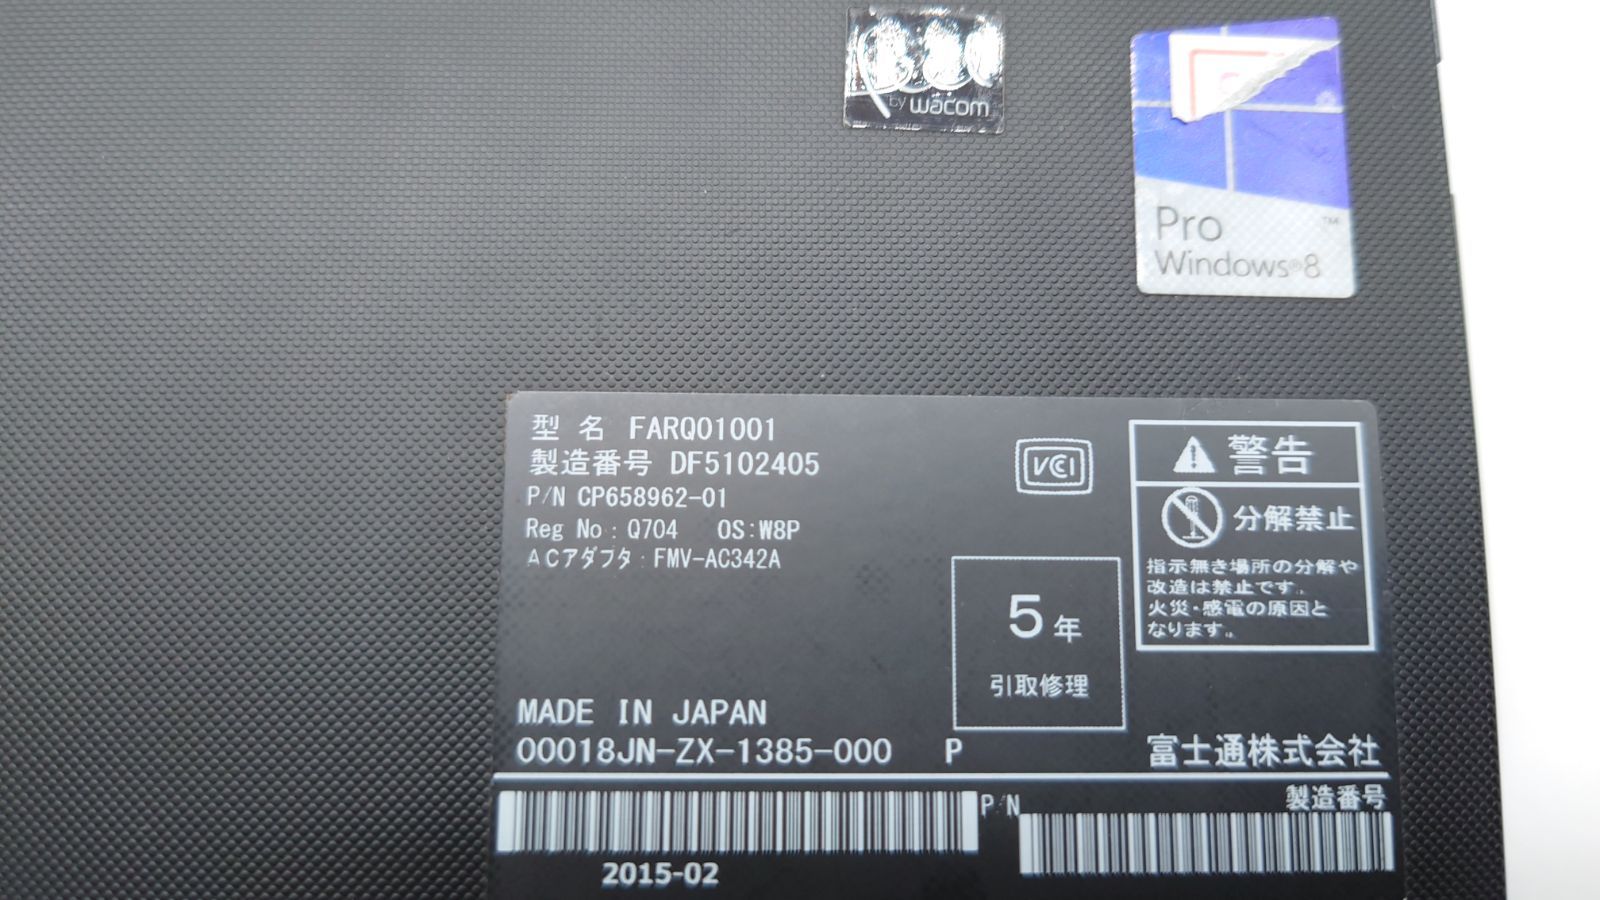 by wacom
Pro
Windows®8
™
型 名 FARQ01001
製造番号 DF5102405
P/N CP658962-01
Reg No : Q704 OS:W8P
ACアダプタ : FMV-AC342A
VCCI
警告
分解禁止
指示無き場所の分解や
改造は禁止です。
火災・感電の原因と
なります。
5年
引取修理
MADE IN JAPAN
00018JN-ZX-1385-000 P
富士通株式会社
P/N
製造番号
2015-02